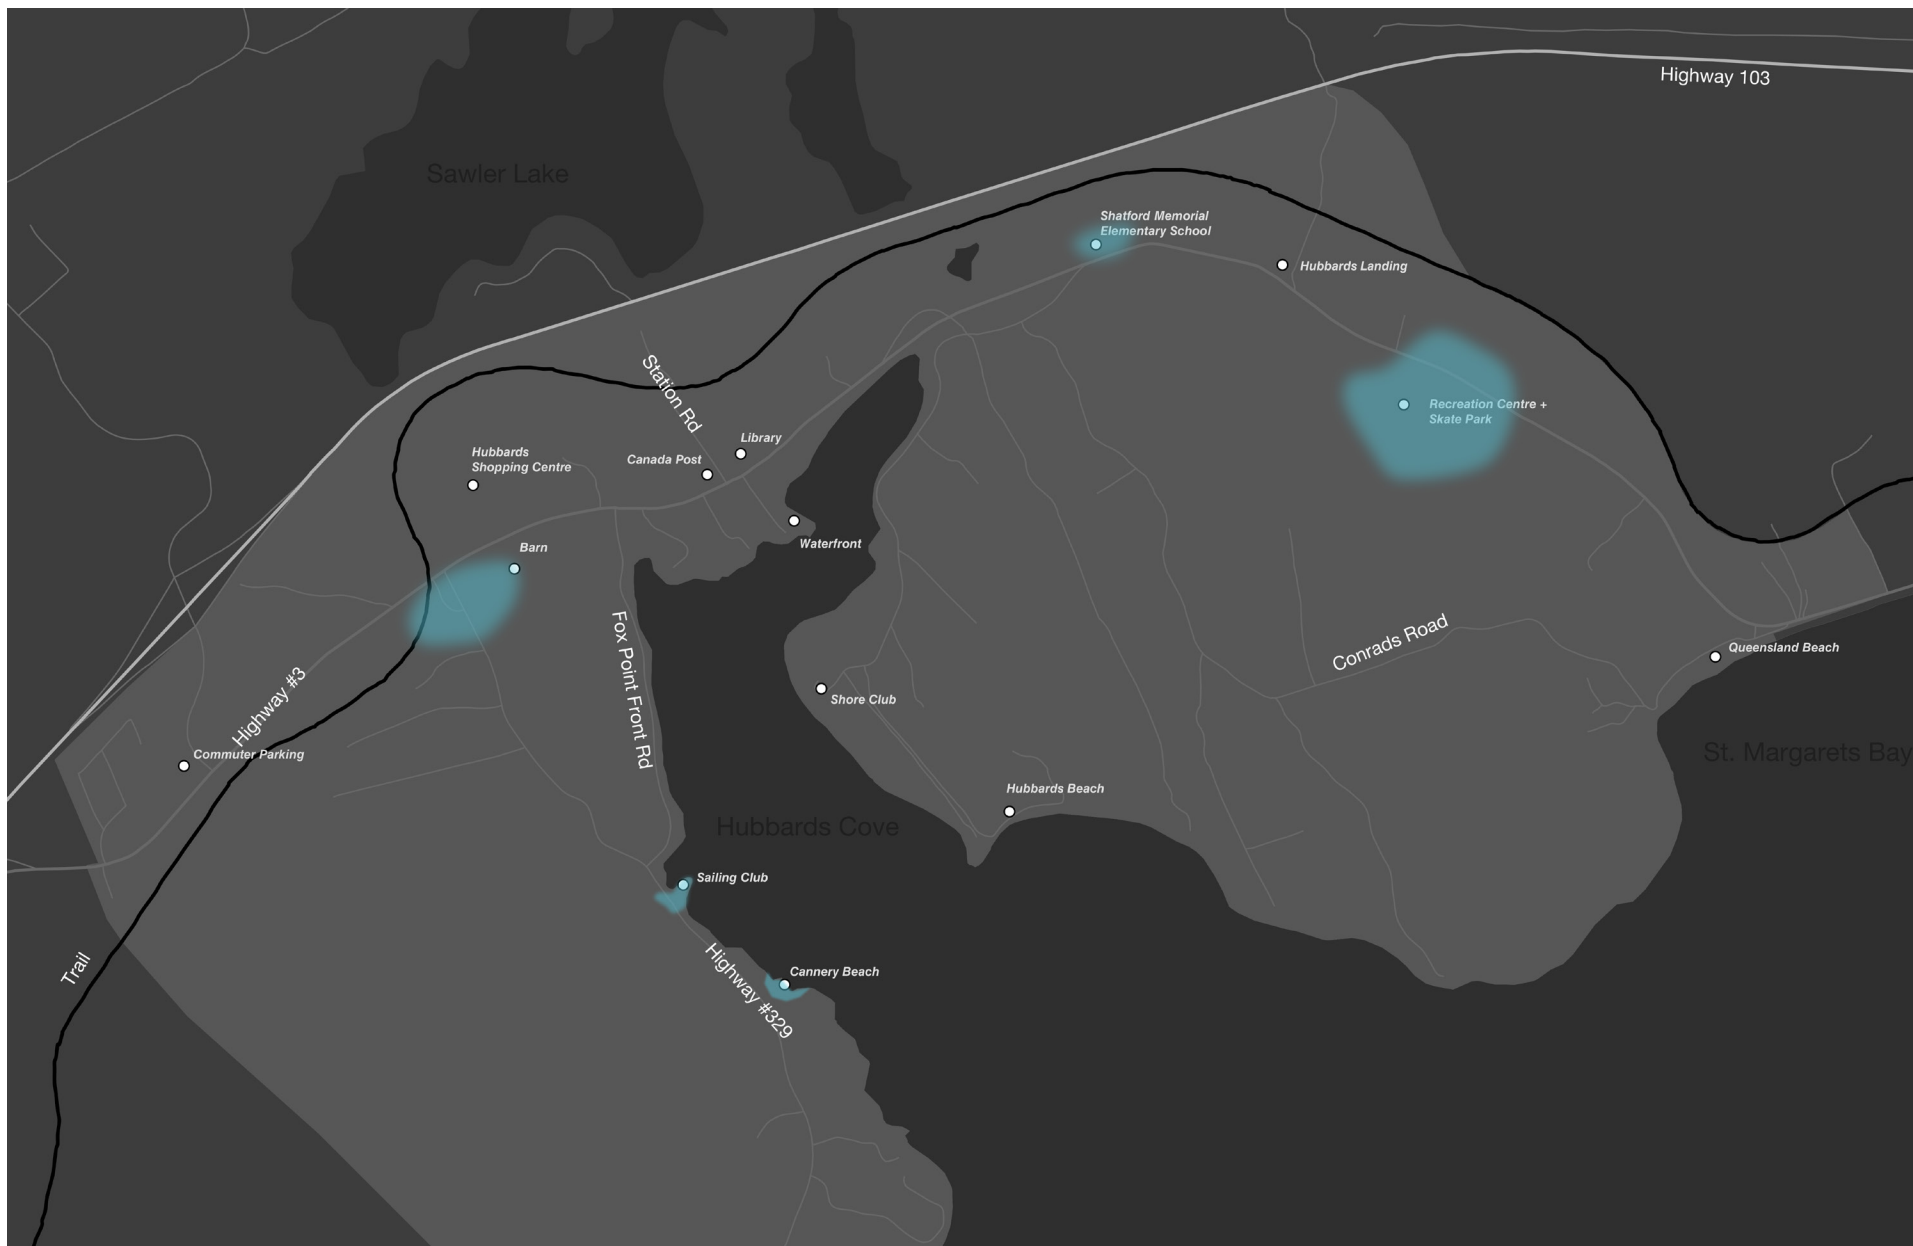 Highway 103
Sawler Lake
Shatford Memorial
Elementary School
Hubbards Landing
Station Rd
Recreation Centre +
Skate Park
Library
Canada Post
Hubbards
Shopping Centre
Waterfront
Barn
Fox Point Front Rd
Conrads Road
Queensland Beach
Highway #3
Shore Club
Commuter Parking
St. Margarets Bay
Hubbards Beach
Hubbards Cove
Sailing Club
Trail
Cannery Beach
Highway #329